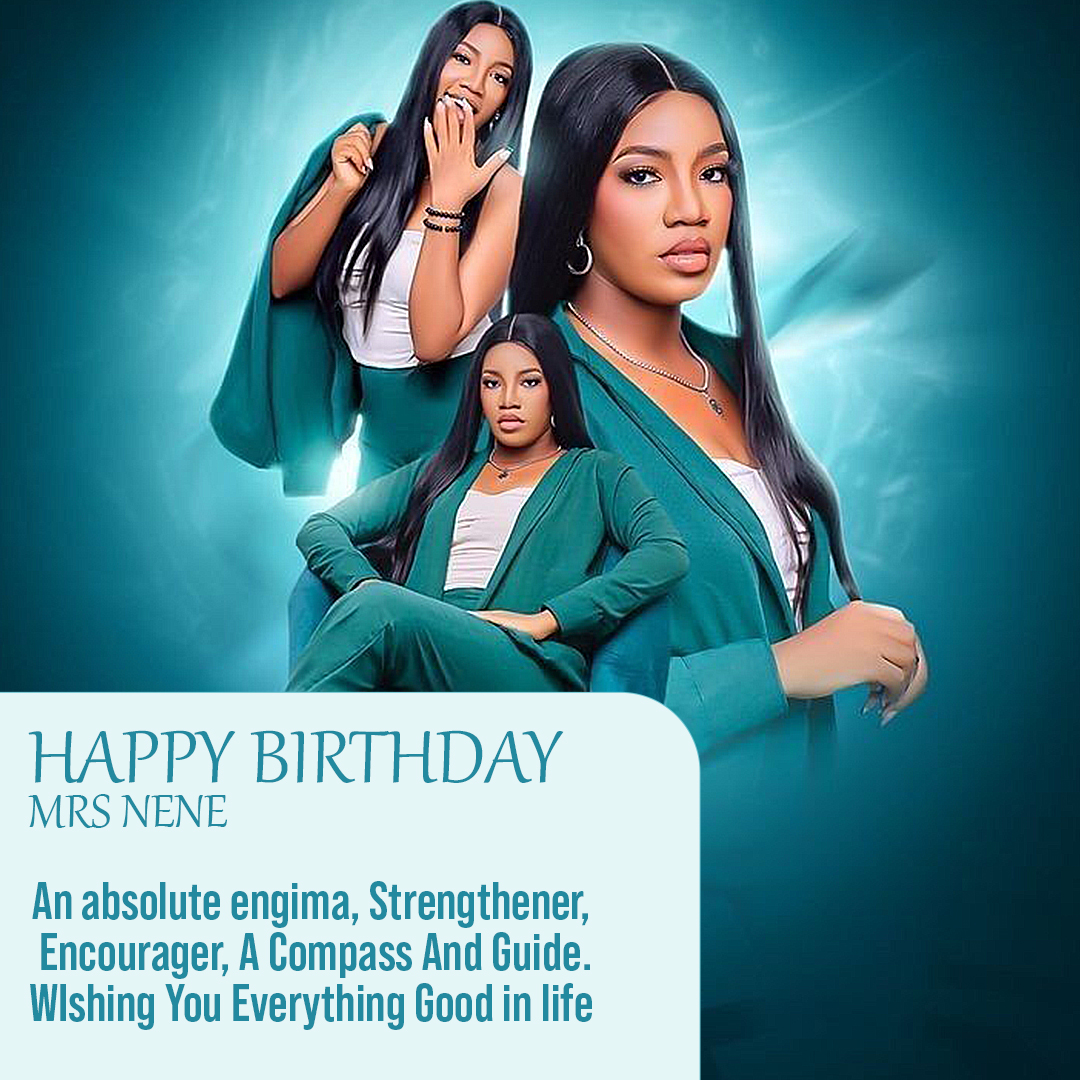 HAPPY BIRTHDAY
MRS NENE
An absolute engima, Strengthener,
Encourager, A Compass And Guide.
WIshing You Everything Good in life